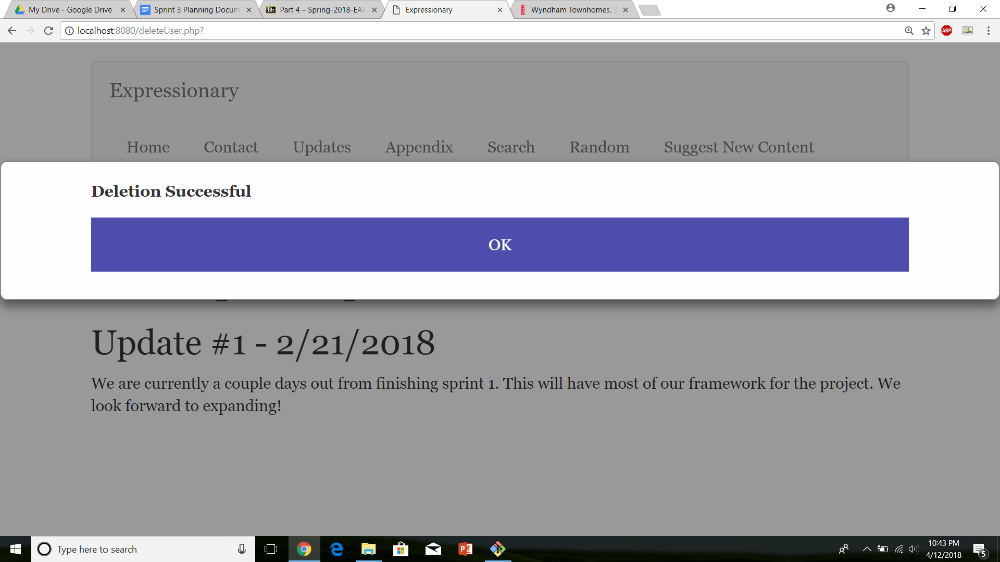 My Drive - Google Drive
Sprint 3 Planning Docum
Bb Part 4 – Spring-2018-EAP
Expressionary
Wyndham Townhomes, 3
localhost:8080/deleteUser.php?
ABP
Expressionary
Home Contact Updates Appendix Search Random Suggest New Content
Deletion Successful
OK
Update #1 - 2/21/2018
We are currently a couple days out from finishing sprint 1. This will have most of our framework for the project. We
look forward to expanding!
Type here to search
10:43 PM
4/12/2018
5